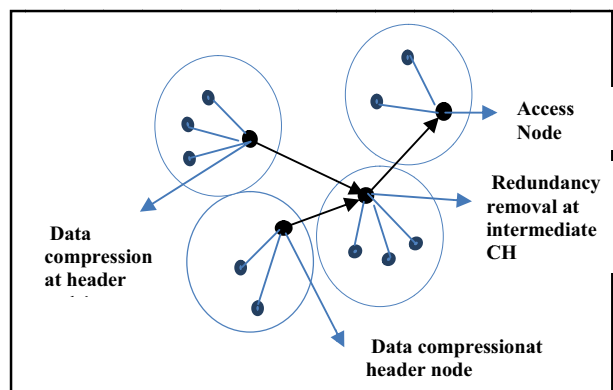 Access
Node
Redundancy
removal at
intermediate
CH
Data
compression
at header
Data compressionat
header node